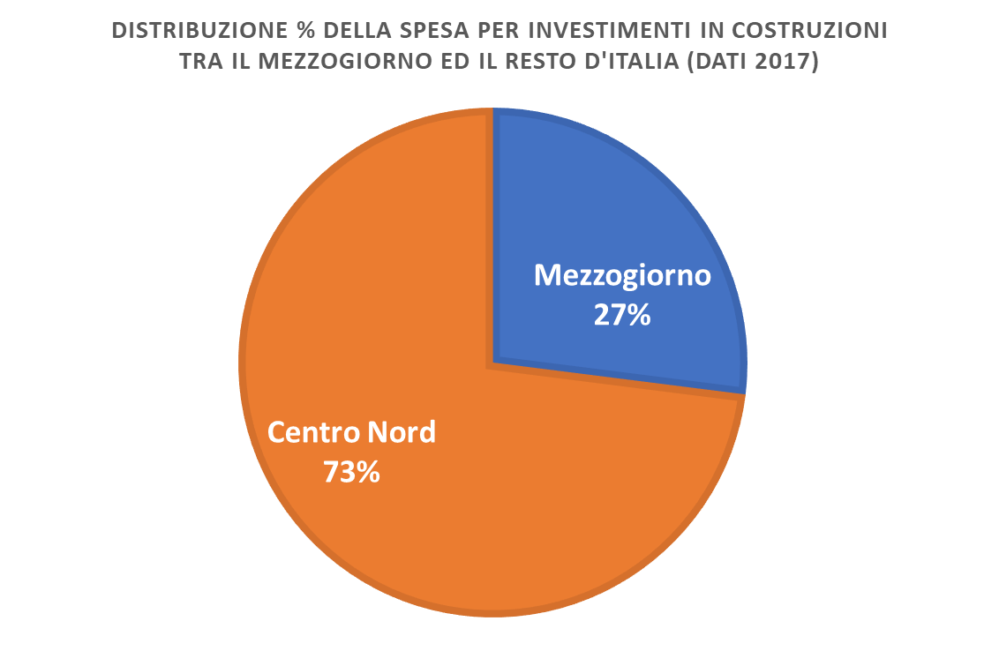 DISTRIBUZIONE % DELLA SPESA PER INVESTIMENTI IN COSTRUZIONI
TRA IL MEZZOGIORNO ED IL RESTO D'ITALIA (DATI 2017)
Mezzogiorno
27%
Centro Nord
73%